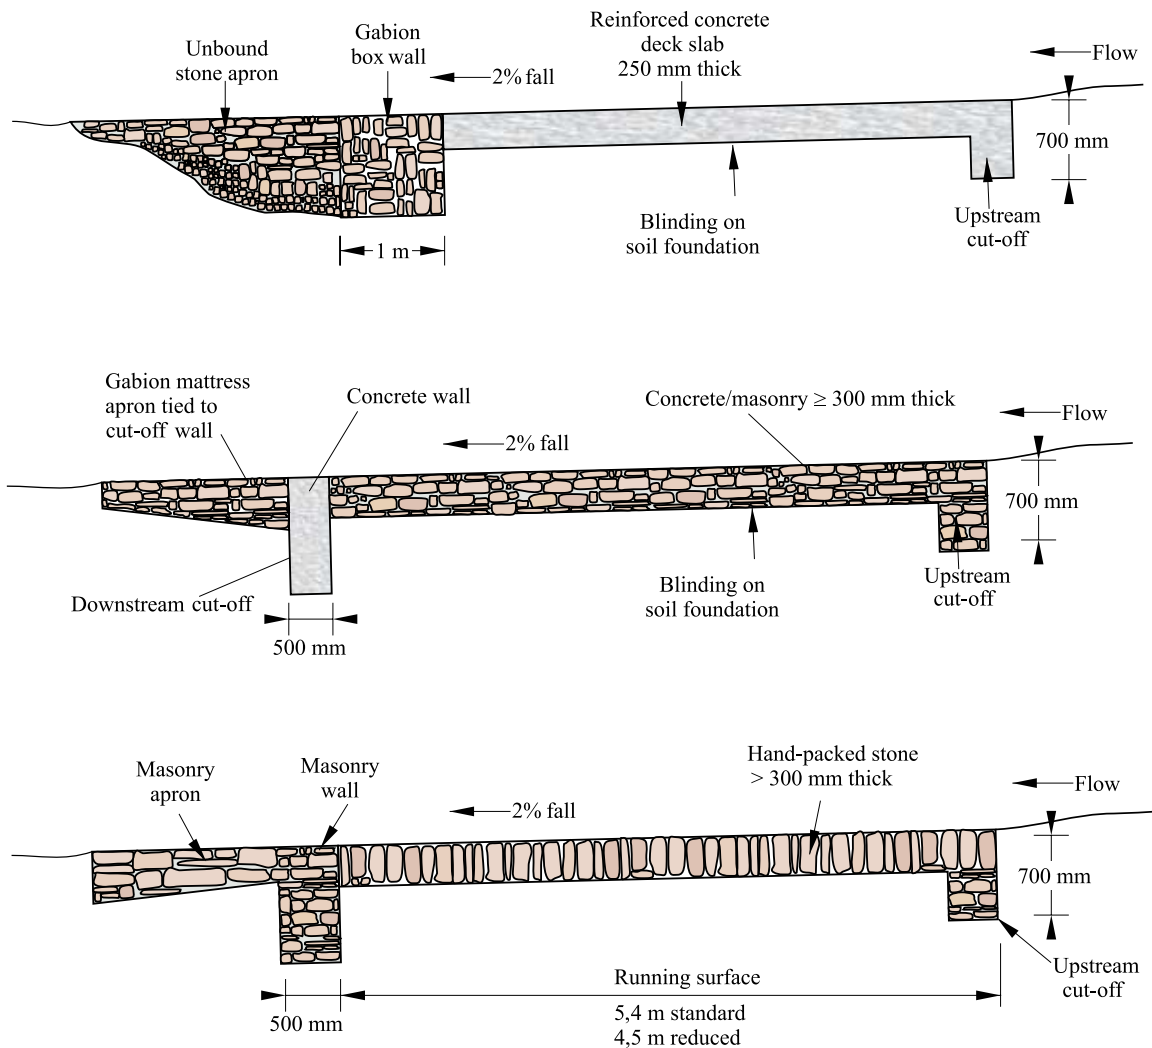 Reinforced concrete
deck slab
250 mm thick
Gabion
box wall
Unbound
stone apron
2% fall
Flow
700 mm
Blinding on
soil foundation
Upstream
cut-off
1 m
Gabion mattress
apron tied to
cut-off wall
Concrete wall
Concrete/masonry ≥ 300 mm thick
Flow
2% fall
700 mm
Downstream cut-off
Blinding on
soil foundation
Upstream
cut-off
500 mm
Hand-packed stone
> 300 mm thick
Masonry
apron
Masonry
wall
2% fall
Flow
700 mm
Running surface
Upstream
cut-off
500 mm
5,4 m standard
4,5 m reduced